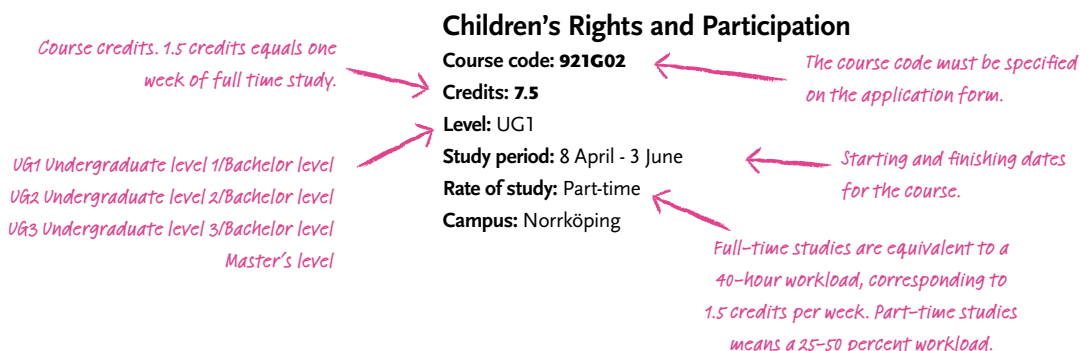 Children's Rights and Participation
Course code: 921G02
Credits: 7.5
Level: UG1
Study period: 8 April - 3 June
Rate of study: Part-time
Campus: Norrköping
Course credits. 1.5 credits equals one
week of full time study.
UG1 Undergraduate level 1/Bachelor level
UG2 Undergraduate level 2/Bachelor level
UG3 Undergraduate level 3/Bachelor level
Master's level
The course code must be specified
on the application form.
Starting and finishing dates
for the course.
Full-time studies are equivalent to a
40-hour workload, corresponding to
1.5 credits per week. Part-time studies
means a 25-50 percent workload.